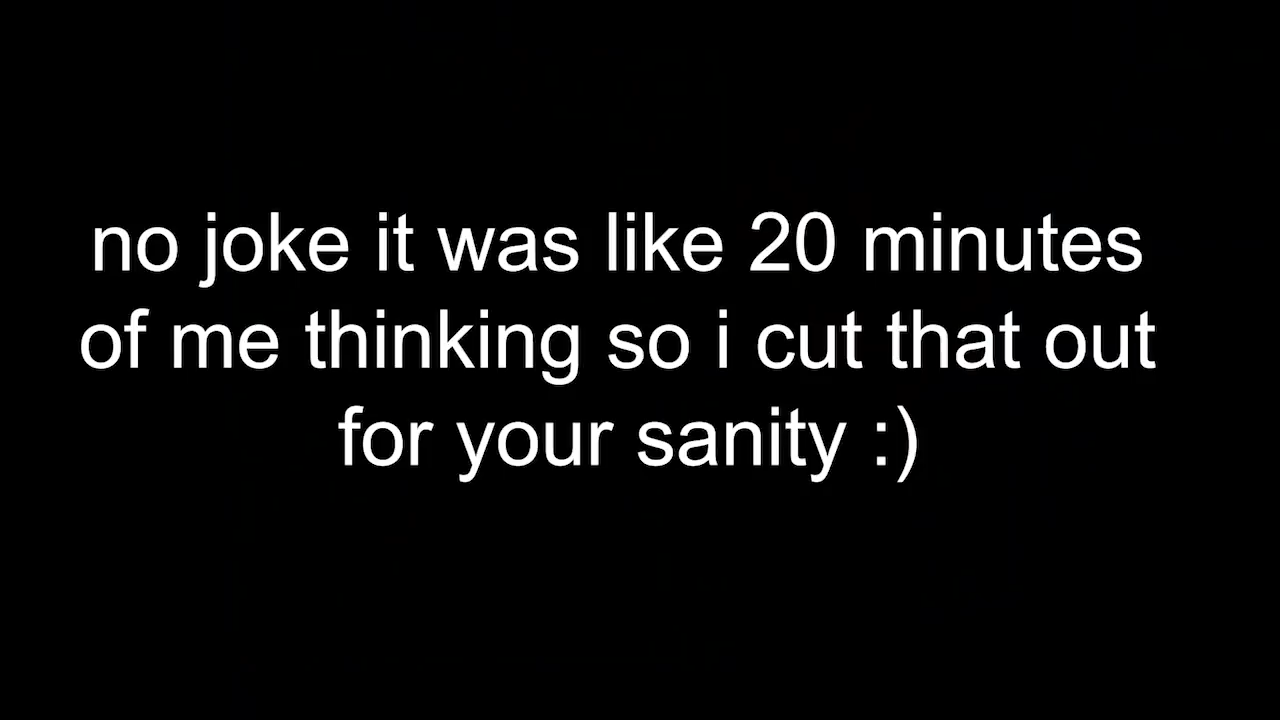 no joke it was like 20 minutes
of me thinking so i cut that out
for your sanity :)